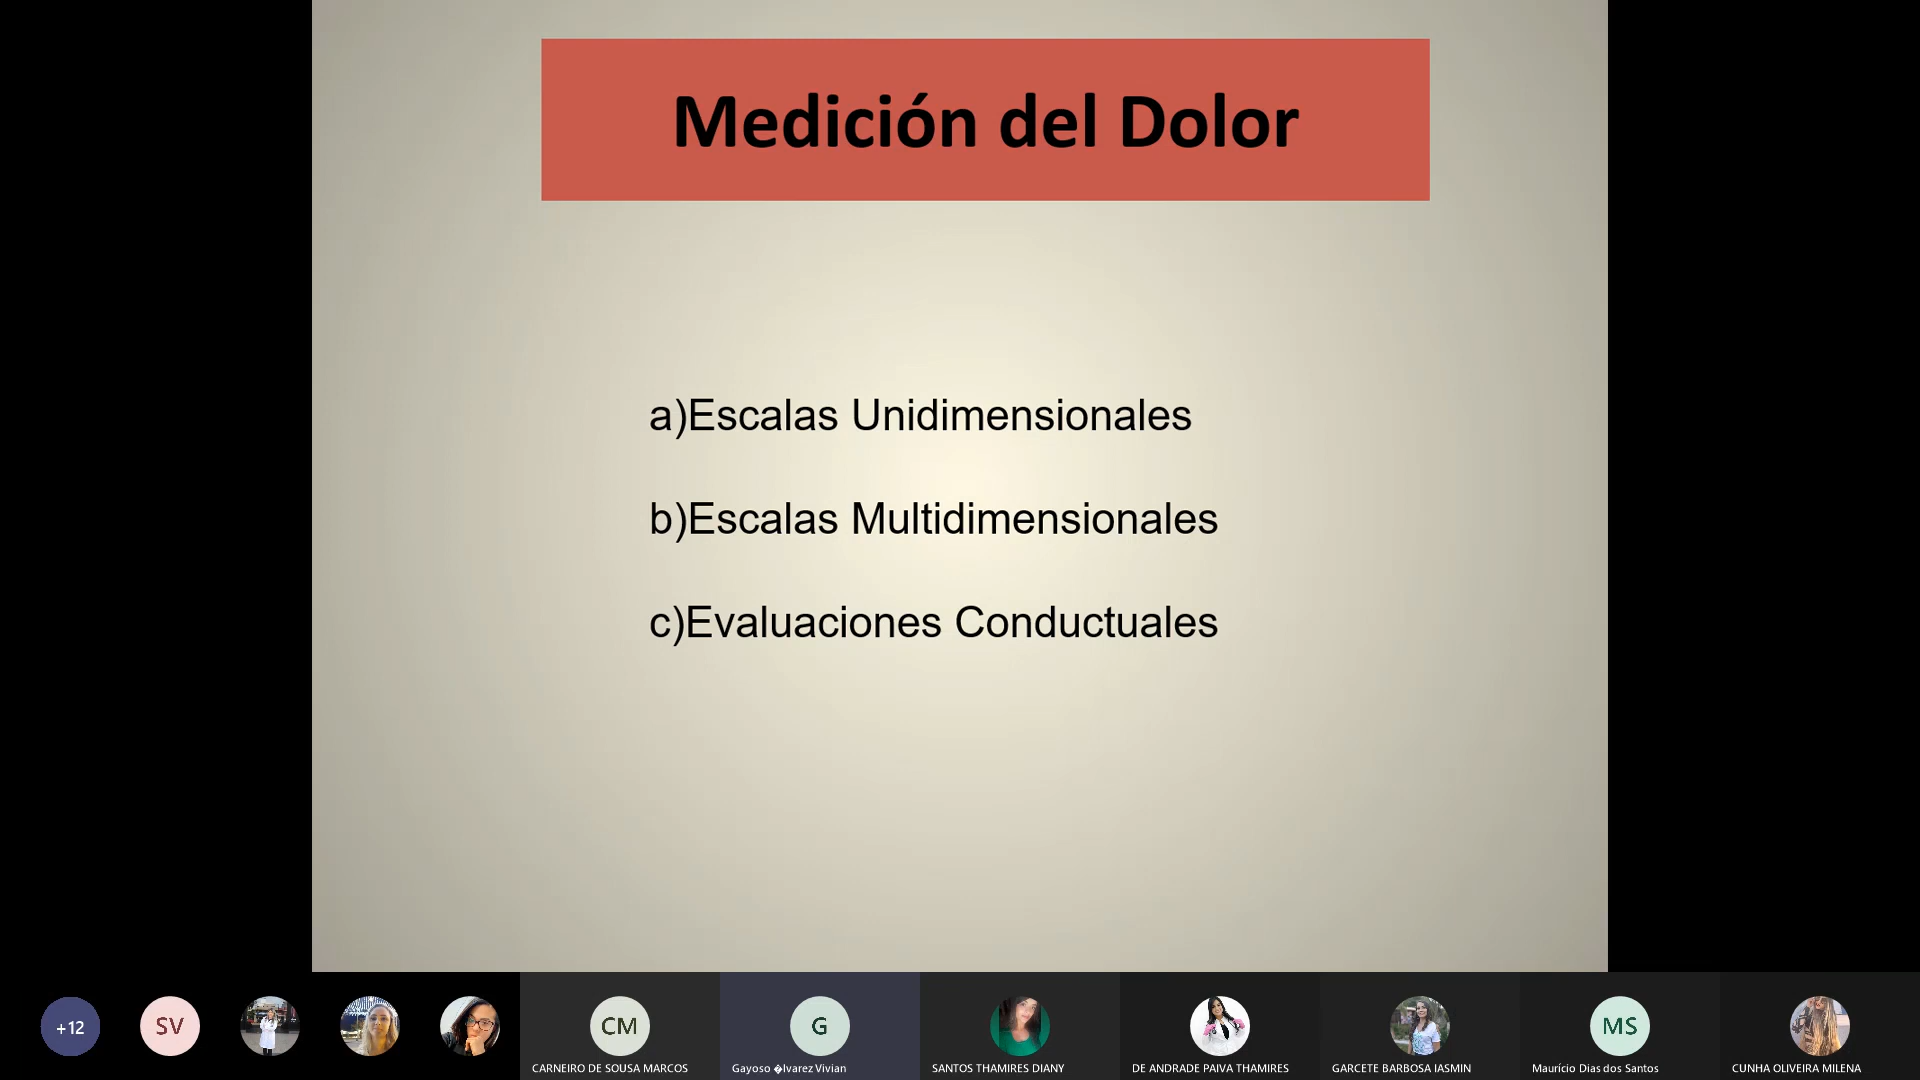 Medición del Dolor
a)Escalas Unidimensionales
b)Escalas Multidimensionales
c)Evaluaciones Conductuales
+12
SV
CM
G
MS
CARNEIRO DE SOUSA MARCOS
Gayoso �lvarez Vivian
SANTOS THAMIRES DIANY
DE ANDRADE PAIVA THAMIRES
GARCETE BARBOSA IASMIN
Maurício Dias dos Santos
CUNHA OLIVEIRA MILENA